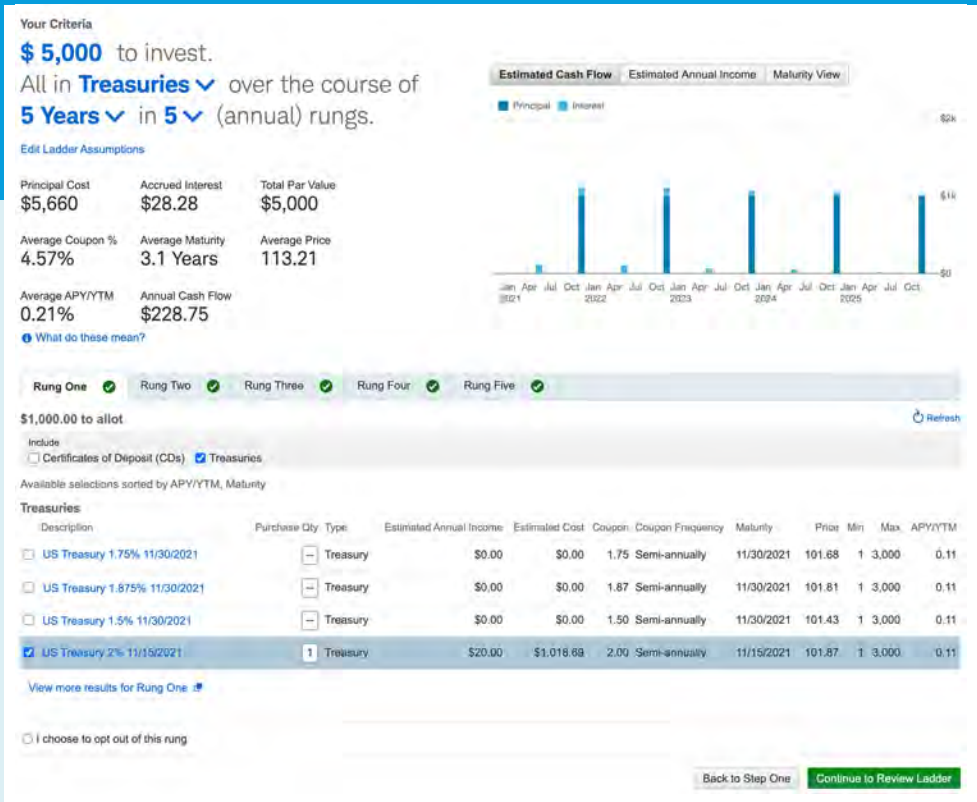 Your Criteria
$ 5,000 to invest.
All in Treasuries over the course of
5 Years in 5 (annual) rungs.
Edit Ladder Assumptions
Principal Cost Accrued Interest Total Par Value
$5,660 $28.28 $5,000
Average Coupon % Average Maturity Average Price
4.57% 3.1 Years 113.21
Average APY/YTM Annual Cash Flow
0.21% $228.75
What do these mean?
Estimated Cash Flow Estimated Annual Income Maturity View
Principal Interest
$2k
$1k
$0
Jan Apr Jul Oct Jan Apr Jul Oct Jan Apr Jul Oct Jan Apr Jul Oct Jan Apr Jul Oct
2021 2022 2023 2024 2025
Rung One Rung Two Rung Three Rung Four Rung Five
$1,000.00 to allot Refresh
Include
Certificates of Deposit (CDs) Treasuries
Available selections sorted by APY/YTM, Maturity
Treasuries
Description Purchase Qty Type Estimated Annual Income Estimated Cost Coupon Coupon Frequency Maturity Price Min Max APY/YTM
US Treasury 1.75% 11/30/2021 -- Treasury $0.00 $0.00 1.75 Semi-annually 11/30/2021 101.68 1 3,000 0.11
US Treasury 1.875% 11/30/2021 -- Treasury $0.00 $0.00 1.87 Semi-annually 11/30/2021 101.81 1 3,000 0.11
US Treasury 1.5% 11/30/2021 -- Treasury $0.00 $0.00 1.50 Semi-annually 11/30/2021 101.43 1 3,000 0.11
US Treasury 2% 11/15/2021 1 Treasury $20.00 $1,018.69 2.00 Semi-annually 11/15/2021 101.87 1 3,000 0.11
View more results for Rung One
I choose to opt out of this rung
Back to Step One Continue to Review Ladder